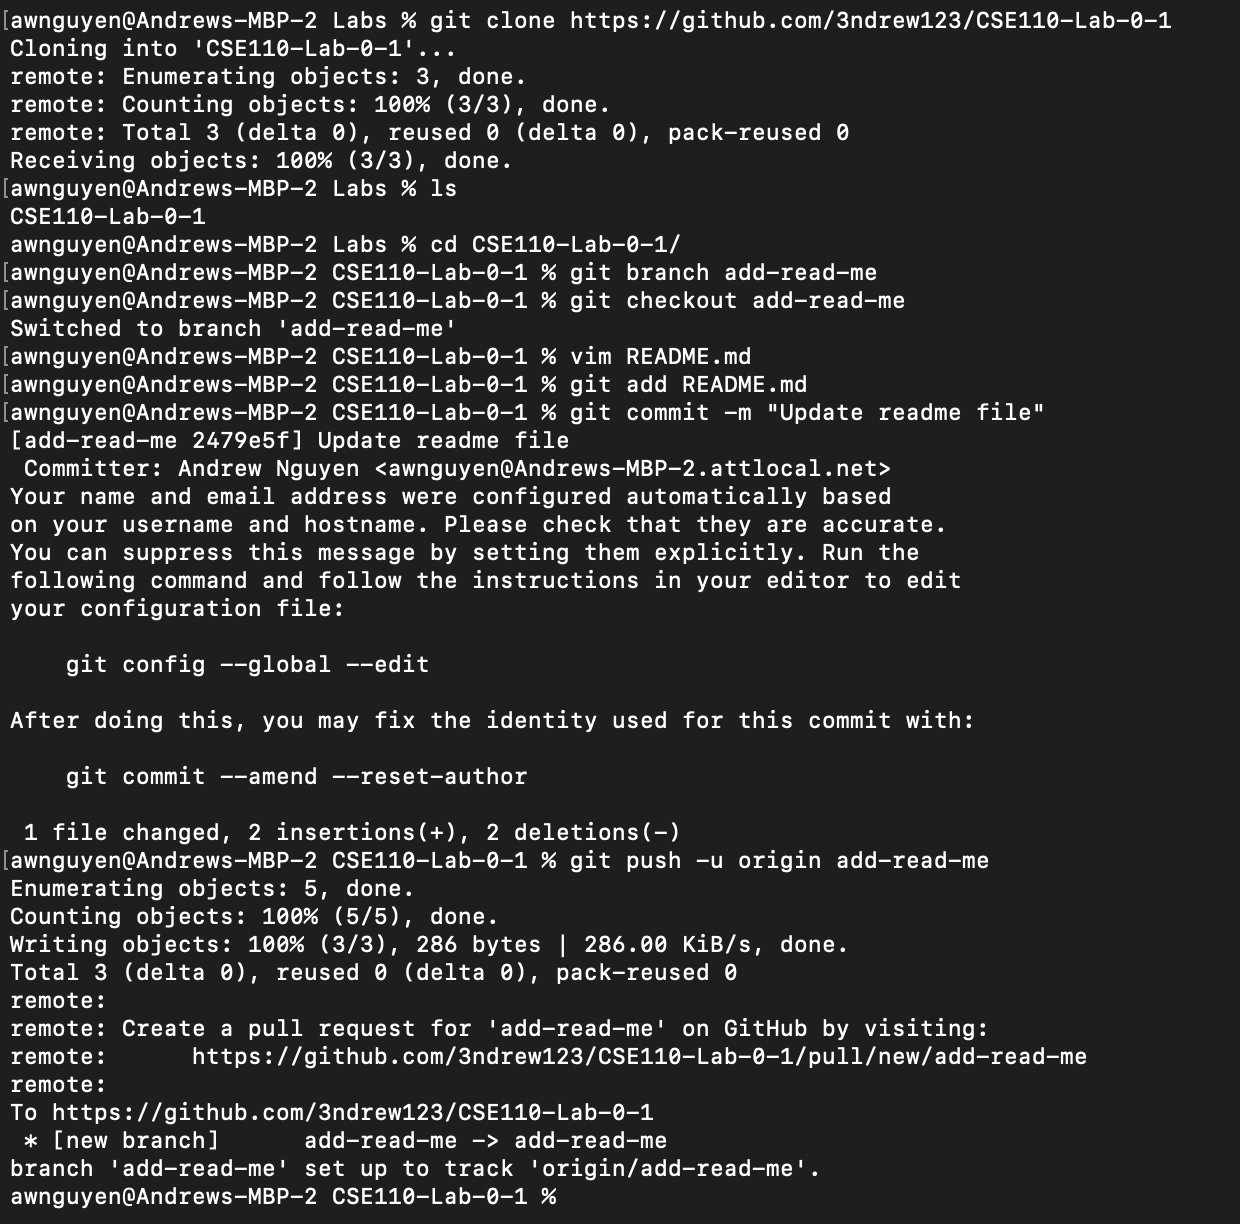 [awnguyen@Andrews-MBP-2 Labs % git clone https://github.com/3ndrew123/CSE110-Lab-0-1
Cloning into 'CSE110-Lab-0-1'...
remote: Enumerating objects: 3, done.
remote: Counting objects: 100% (3/3), done.
remote: Total 3 (delta 0), reused 0 (delta 0), pack-reused 0
Receiving objects: 100% (3/3), done.
[awnguyen@Andrews-MBP-2 Labs % ls
CSE110-Lab-0-1
awnguyen@Andrews-MBP-2 Labs % cd CSE110-Lab-0-1/
[awnguyen@Andrews-MBP-2 CSE110-Lab-0-1 % git branch add-read-me
[awnguyen@Andrews-MBP-2 CSE110-Lab-0-1 % git checkout add-read-me
Switched to branch 'add-read-me'
[awnguyen@Andrews-MBP-2 CSE110-Lab-0-1 % vim README.md
[awnguyen@Andrews-MBP-2 CSE110-Lab-0-1 % git add README.md
[awnguyen@Andrews-MBP-2 CSE110-Lab-0-1 % git commit -m "Update readme file"
[add-read-me 2479e5f] Update readme file
 Committer: Andrew Nguyen <awnguyen@Andrews-MBP-2.attlocal.net>
Your name and email address were configured automatically based
on your username and hostname. Please check that they are accurate.
You can suppress this message by setting them explicitly. Run the
following command and follow the instructions in your editor to edit
your configuration file:
    git config --global --edit
After doing this, you may fix the identity used for this commit with:
    git commit --amend --reset-author
 1 file changed, 2 insertions(+), 2 deletions(-)
[awnguyen@Andrews-MBP-2 CSE110-Lab-0-1 % git push -u origin add-read-me
Enumerating objects: 5, done.
Counting objects: 100% (5/5), done.
Writing objects: 100% (3/3), 286 bytes | 286.00 KiB/s, done.
Total 3 (delta 0), reused 0 (delta 0), pack-reused 0
remote:
remote: Create a pull request for 'add-read-me' on GitHub by visiting:
remote:      https://github.com/3ndrew123/CSE110-Lab-0-1/pull/new/add-read-me
remote:
To https://github.com/3ndrew123/CSE110-Lab-0-1
 * [new branch]      add-read-me -> add-read-me
branch 'add-read-me' set up to track 'origin/add-read-me'.
awnguyen@Andrews-MBP-2 CSE110-Lab-0-1 %